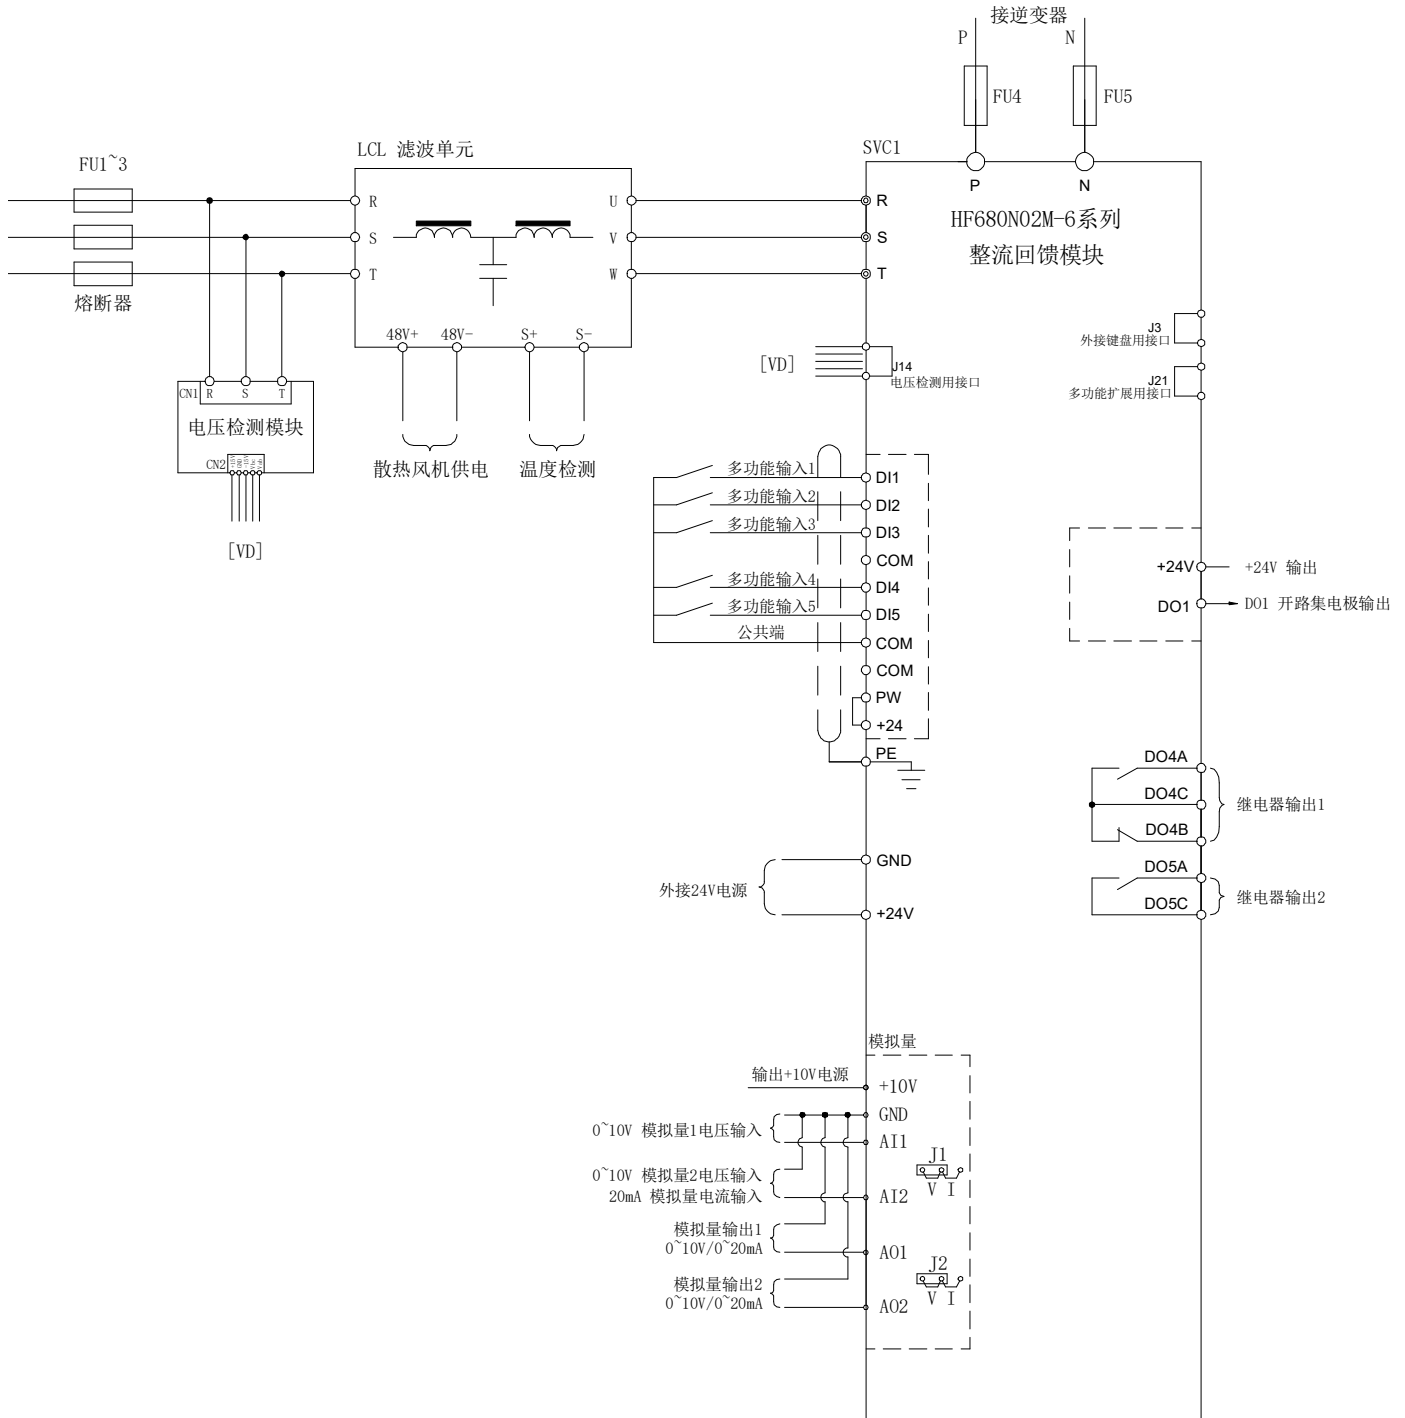 接逆变器
P
N
FU4
FU5
FU1~3
LCL 滤波单元
SVC1
P
N
R
U
R
HF680N02M-6系列
S
V
S
整流回馈模块
T
W
T
熔断器
48V+
48V-
S+
S-
J3
外接键盘用接口
[VD]
J14
电压检测用接口
J21
多功能扩展用接口
CN1
R
S
T
电压检测模块
CN2
散热风机供电
温度检测
[VD]
多功能输入1
DI1
多功能输入2
DI2
多功能输入3
DI3
COM
多功能输入4
DI4
多功能输入5
DI5
公共端
COM
COM
PW
+24
PE
+24V
+24V 输出
DO1
DO1 开路集电极输出
DO4A
DO4C
继电器输出1
DO4B
DO5A
DO5C
继电器输出2
GND
外接24V电源
+24V
模拟量
输出+10V电源
+10V
GND
0~10V 模拟量1电压输入
AI1
J1
V I
0~10V 模拟量2电压输入
20mA 模拟量电流输入
AI2
模拟量输出1
0~10V/0~20mA
AO1
J2
V I
模拟量输出2
0~10V/0~20mA
AO2